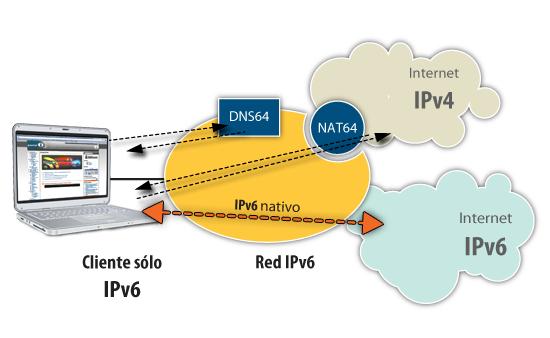 Internet
IPv4
DNS64
NAT64
IPv6 nativo
Internet
IPv6
Cliente sólo
IPv6
Red IPv6